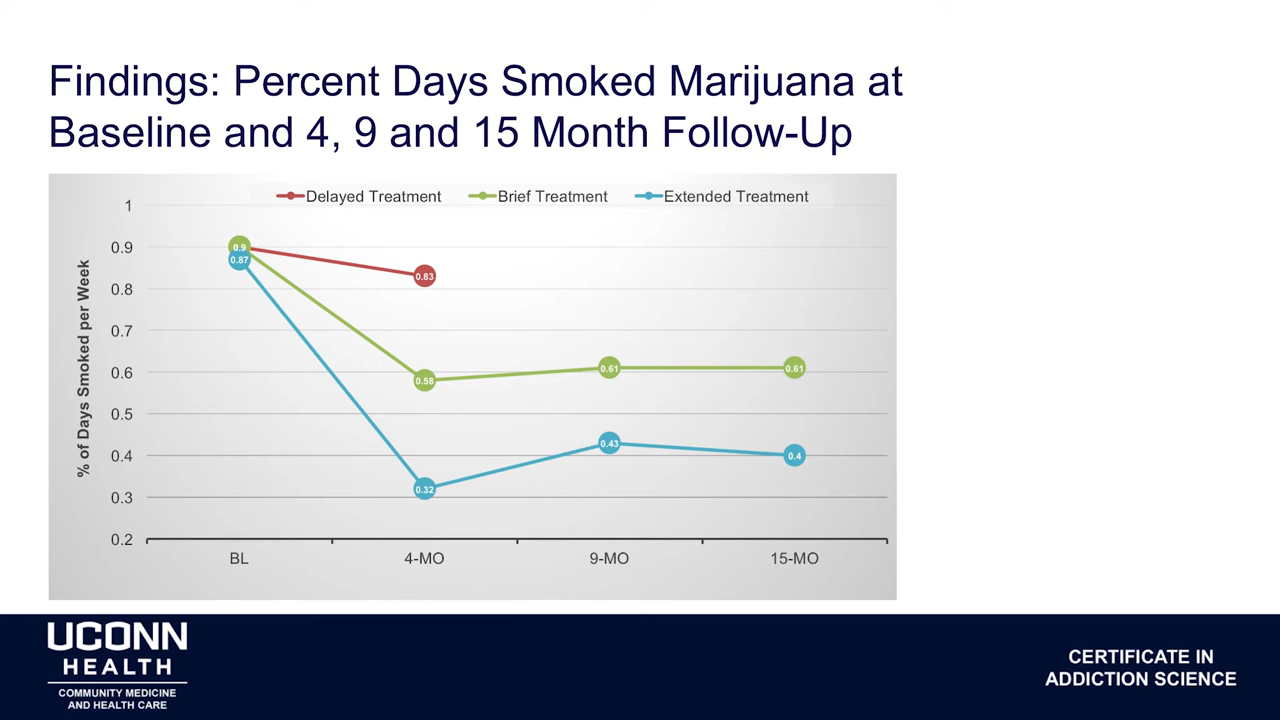 Findings: Percent Days Smoked Marijuana at
Baseline and 4, 9 and 15 Month Follow-Up
Delayed Treatment Brief Treatment Extended Treatment
% of Days Smoked per Week
1
0.9
0.8
0.7
0.6
0.5
0.4
0.3
0.2
0.9
0.87
0.83
0.58
0.61
0.61
0.32
0.43
0.4
BL 4-MO 9-MO 15-MO
UCONN
HEALTH
COMMUNITY MEDICINE
AND HEALTH CARE
CERTIFICATE IN
ADDICTION SCIENCE